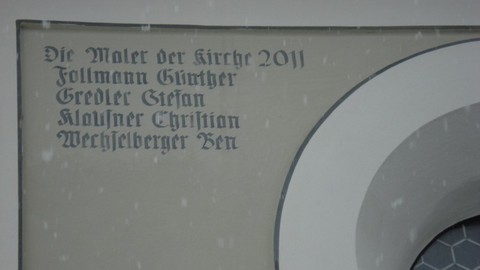 Die Maler der Kirche 2011
Follmann Günther
Gredler Stefan
Klausner Christian
Wechselberger Ben